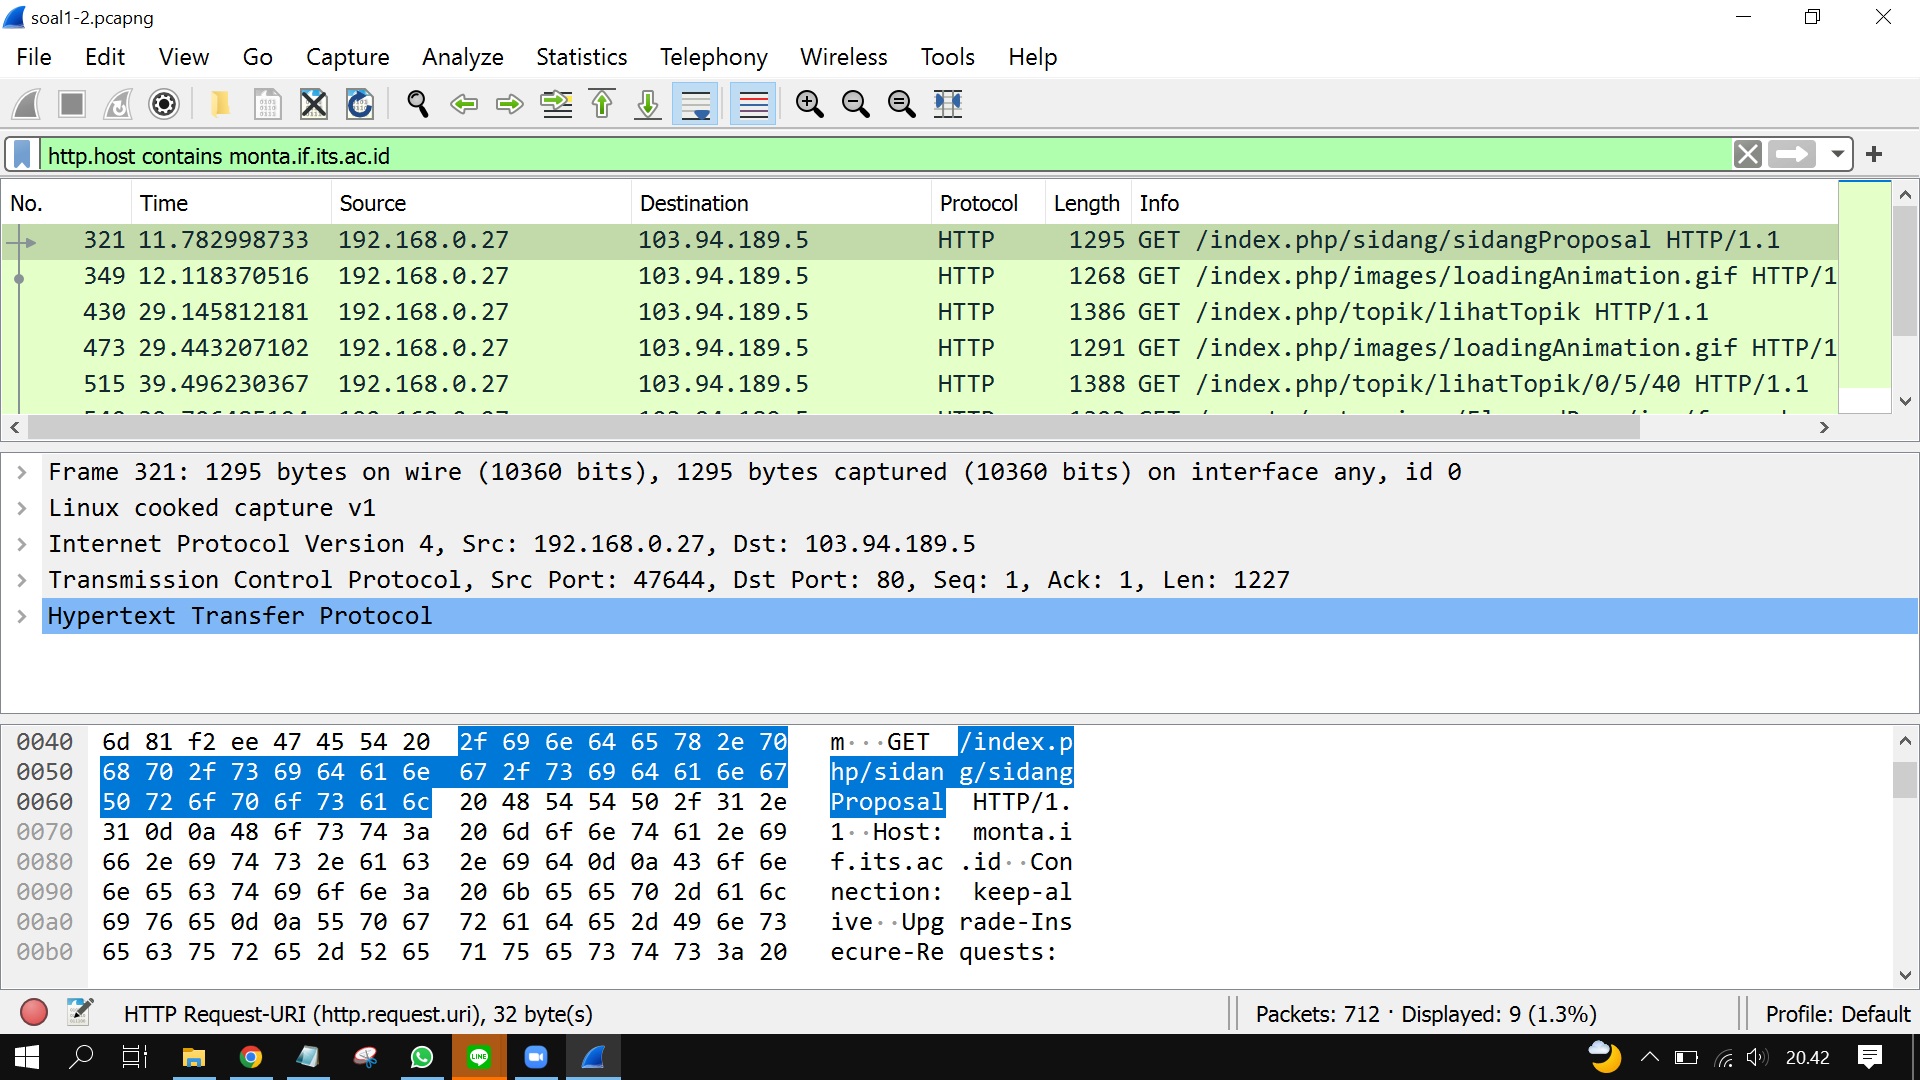 soal1-2.pcapng
File Edit View Go Capture Analyze Statistics Telephony Wireless Tools Help
http.host contains monta.if.its.ac.id
No. Time Source Destination Protocol Length Info
321 11.782998733 192.168.0.27 103.94.189.5 HTTP 1295 GET /index.php/sidang/sidangProposal HTTP/1.1
349 12.118370516 192.168.0.27 103.94.189.5 HTTP 1268 GET /index.php/images/loadingAnimation.gif HTTP/1
430 29.145812181 192.168.0.27 103.94.189.5 HTTP 1386 GET /index.php/topik/lihatTopik HTTP/1.1
473 29.443207102 192.168.0.27 103.94.189.5 HTTP 1291 GET /index.php/images/loadingAnimation.gif HTTP/1
515 39.496230367 192.168.0.27 103.94.189.5 HTTP 1388 GET /index.php/topik/lihatTopik/0/5/40 HTTP/1.1
Frame 321: 1295 bytes on wire (10360 bits), 1295 bytes captured (10360 bits) on interface any, id 0
Linux cooked capture v1
Internet Protocol Version 4, Src: 192.168.0.27, Dst: 103.94.189.5
Transmission Control Protocol, Src Port: 47644, Dst Port: 80, Seq: 1, Ack: 1, Len: 1227
Hypertext Transfer Protocol
0040 6d 81 f2 ee 47 45 54 20 2f 69 6e 64 65 78 2e 70 m···GET /index.p
0050 68 70 2f 73 69 64 61 6e 67 2f 73 69 64 61 6e 67 hp/sidan g/sidang
0060 50 72 6f 70 6f 73 61 6c 20 48 54 54 50 2f 31 2e Proposal HTTP/1.
0070 31 0d 0a 48 6f 73 74 3a 20 6d 6f 6e 74 61 2e 69 1··Host: monta.i
0080 66 2e 69 74 73 2e 61 63 2e 69 64 0d 0a 43 6f 6e f.its.ac .id··Con
0090 6e 65 63 74 69 6f 6e 3a 20 6b 65 65 70 2d 61 6c nection: keep-al
00a0 69 76 65 0d 0a 55 70 67 72 61 64 65 2d 49 6e 73 ive··Upg rade-Ins
00b0 65 63 75 72 65 2d 52 65 71 75 65 73 74 73 3a 20 ecure-Re quests:
HTTP Request-URI (http.request.uri), 32 byte(s) Packets: 712 · Displayed: 9 (1.3%) Profile: Default
LINE
20.42